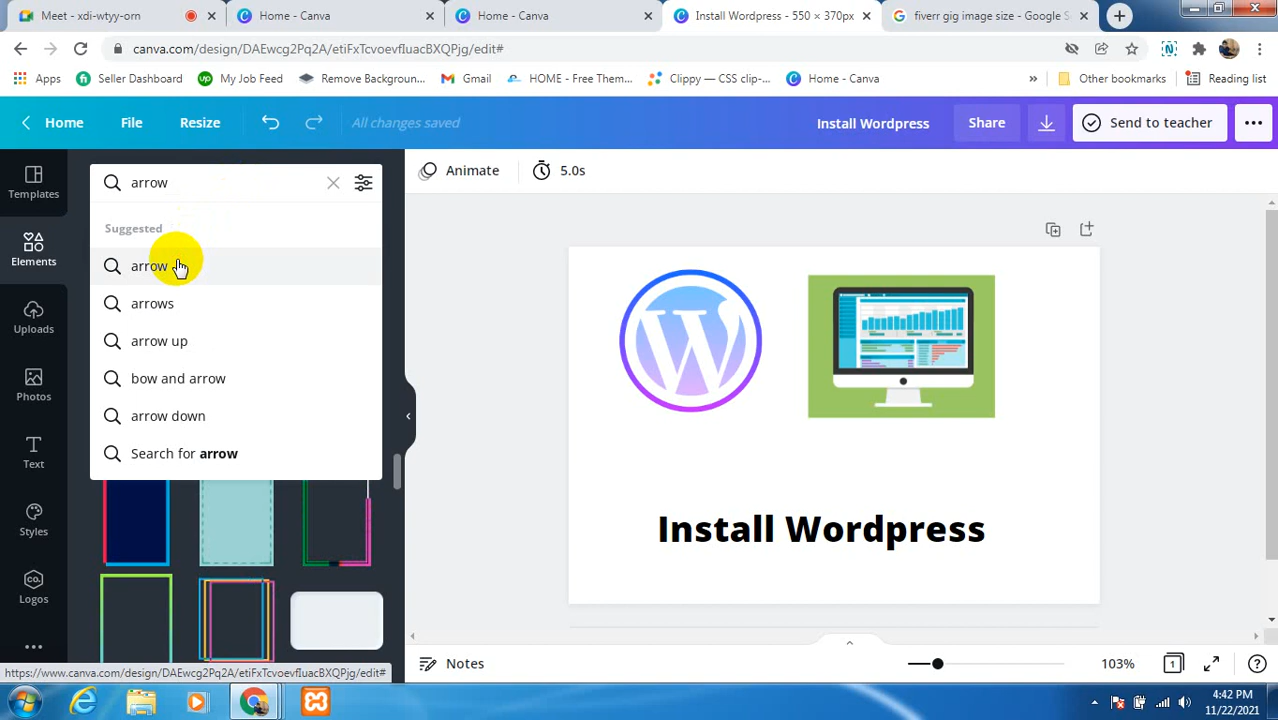 Meet - xdi-wtyy-orn
Home - Canva
Home - Canva
Install Wordpress - 550 × 370px
fiverr gig image size - Google S
canva.com/design/DAEwcg2Pq2A/etiFxTcvoevfIuacBXQPjg/edit#
Apps
Seller Dashboard
My Job Feed
Remove Backgroun...
Gmail
HOME - Free Them...
Clippy — CSS clip-...
Home - Canva
»
Other bookmarks
Reading list
Home
File
Resize
All changes saved
Install Wordpress
Share
Send to teacher
Templates
Elements
Uploads
Photos
Text
Styles
CO.
Logos
arrow
Suggested
arrow
arrows
arrow up
bow and arrow
arrow down
Search for arrow
Animate
5.0s
Install Wordpress
Notes
103%
1
https://www.canva.com/design/DAEwcg2Pq2A/etiFxTcvoevfIuacBXQPjg/edit#
4:42 PM
11/22/2021